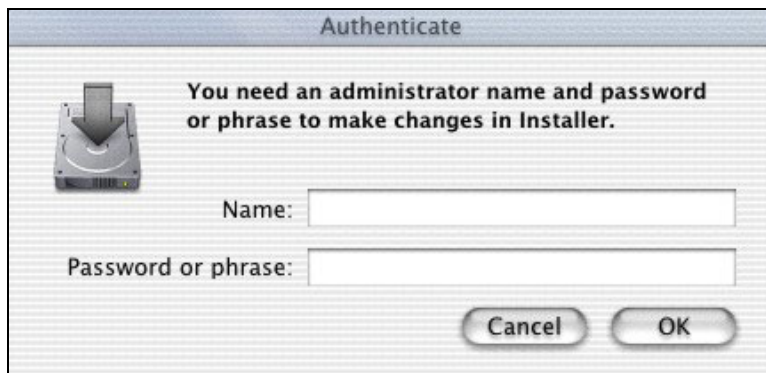 Authenticate
You need an administrator name and password
or phrase to make changes in Installer.
Name:
Password or phrase:
Cancel
OK